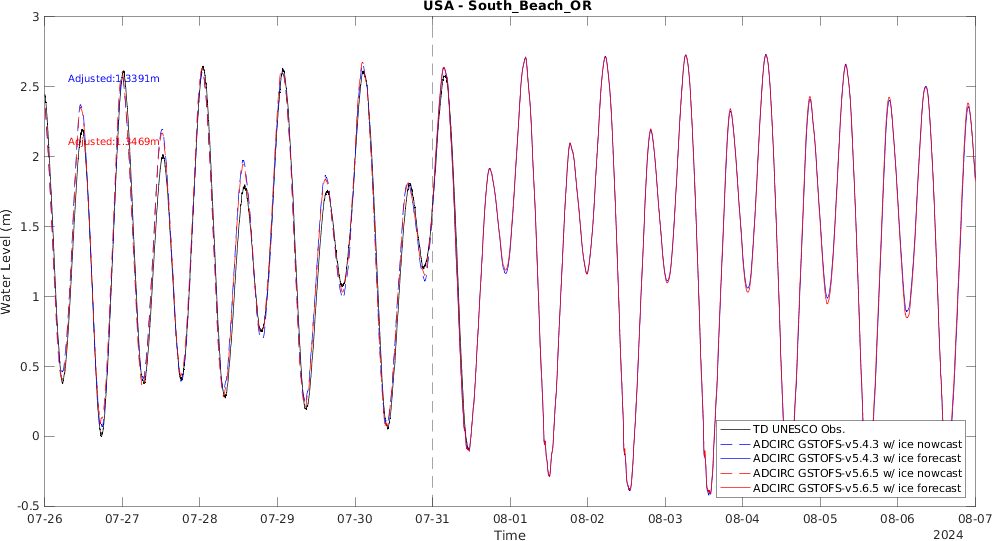 USA - South_Beach_OR
3
2.5
2
1.5
1
0.5
0
-0.5
Water Level (m)
Adjusted:1.3391m
Adjusted:1.3469m
TD UNESCO Obs.
ADCIRC GSTOFS-v5.4.3 w/ ice nowcast
ADCIRC GSTOFS-v5.4.3 w/ ice forecast
ADCIRC GSTOFS-v5.6.5 w/ ice nowcast
ADCIRC GSTOFS-v5.6.5 w/ ice forecast
07-26 07-27 07-28 07-29 07-30 07-31 08-01 08-02 08-03 08-04 08-05 08-06 08-07
Time
2024